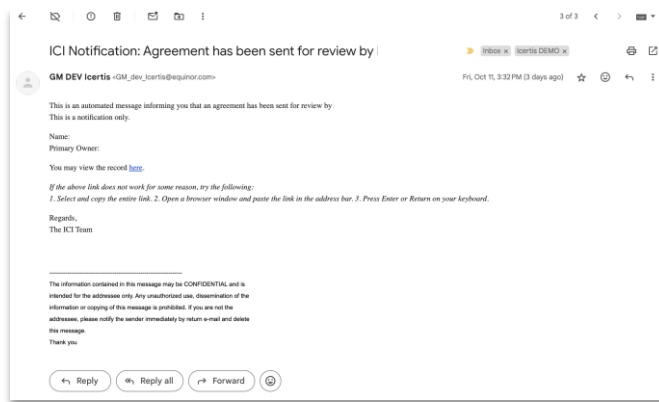 3 of 3
ICI Notification: Agreement has been sent for review by
Inbox x Icertis DEMO x
GM DEV Icertis <GM_dev_Icertis@equinor.com>
Fri, Oct 11, 3:32 PM (3 days ago)
This is an automated message informing you that an agreement has been sent for review by
This is a notification only.
Name:
Primary Owner:
You may view the record here.
If the above link does not work for some reason, try the following:
1. Select and copy the entire link. 2. Open a browser window and paste the link in the address bar. 3. Press Enter or Return on your keyboard.
Regards,
The ICI Team
The information contained in this message may be CONFIDENTIAL and is
intended for the addressee only. Any unauthorized use, dissemination of the
information or copying of this message is prohibited. If you are not the
addressee, please notify the sender immediately by return e-mail and delete
this message.
Thank you
Reply Reply all Forward